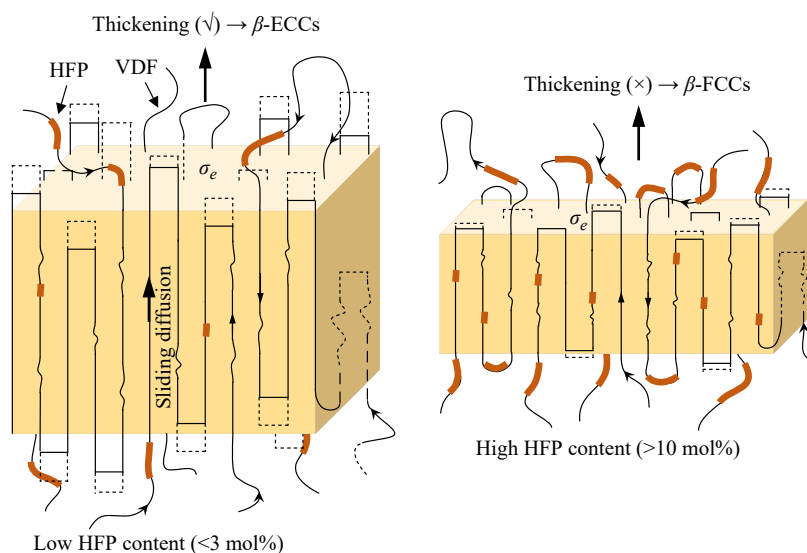 Thickening (√) → β-ECCs
HFP
VDF
σe
Sliding diffusion
Low HFP content (<3 mol%)
Thickening (×) → β-FCCs
σe
High HFP content (>10 mol%)